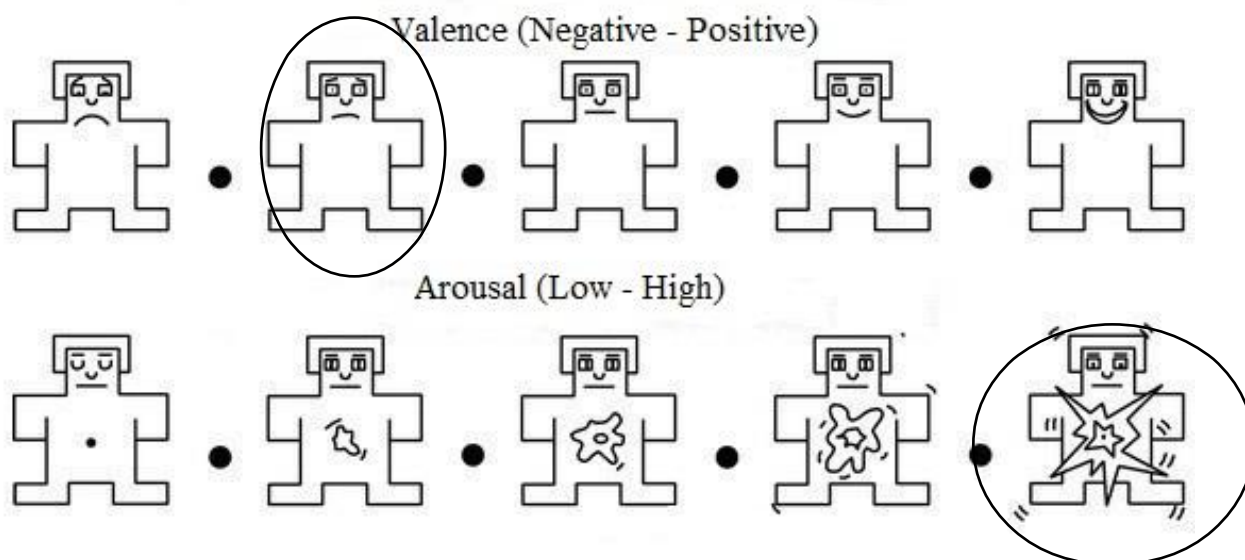 Valence (Negative - Positive)
Arousal (Low - High)